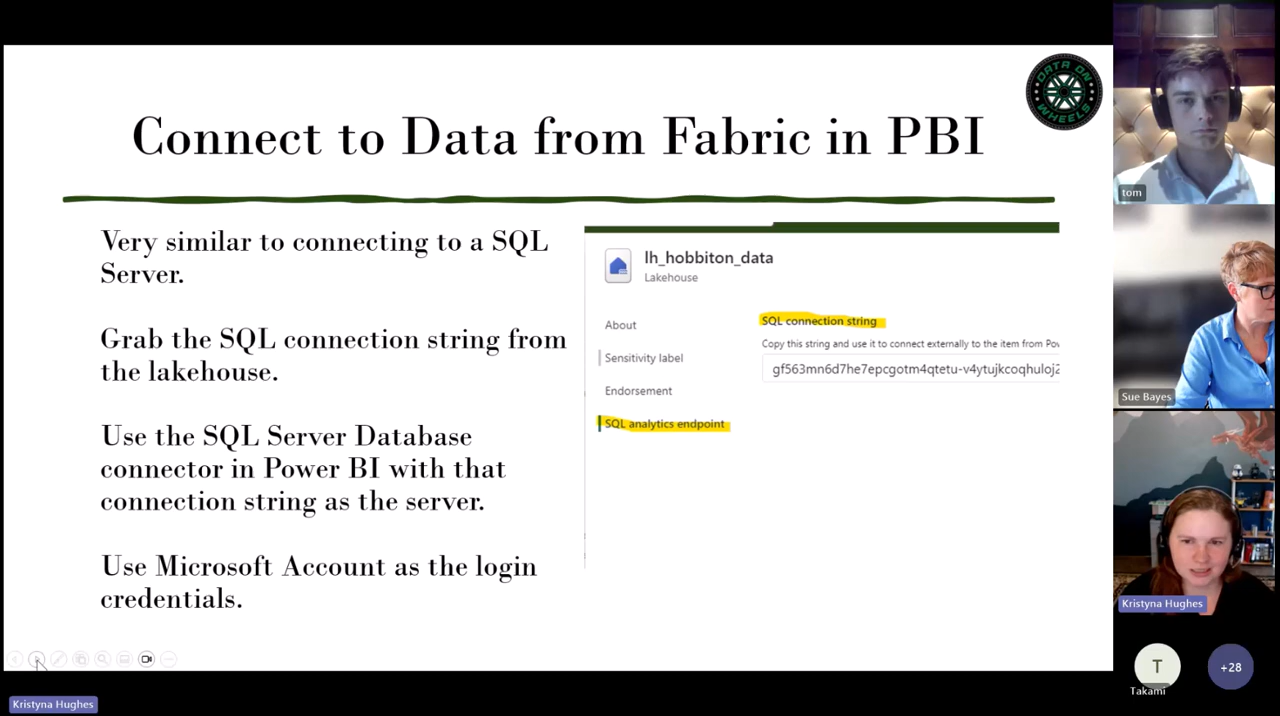 DATA ON
WHEELS
Connect to Data from Fabric in PBI
Very similar to connecting to a SQL
Server.
Grab the SQL connection string from
the lakehouse.
Use the SQL Server Database
connector in Power BI with that
connection string as the server.
Use Microsoft Account as the login
credentials.
lh_hobbiton_data
Lakehouse
About
Sensitivity label
Endorsement
SQL analytics endpoint
SQL connection string
Copy this string and use it to connect externally to the item from Pow
gf563mn6d7he7epcgotm4qtetu-v4ytujkcoqhuloj2
tom
Sue Bayes
Kristyna Hughes
T
Takami
+28
Kristyna Hughes